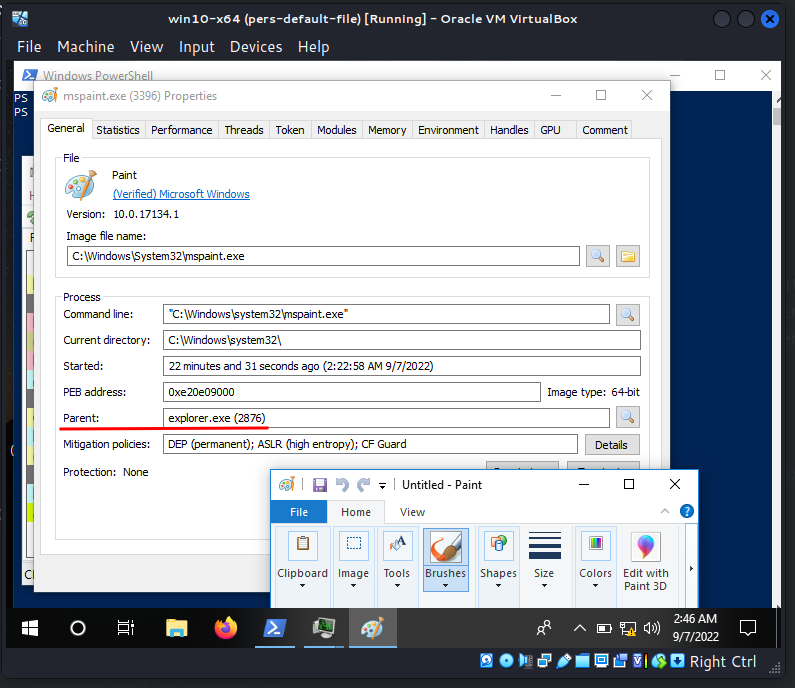 win10-x64 (pers-default-file) [Running] - Oracle VM VirtualBox
File Machine View Input Devices Help
Windows PowerShell
PS
PS
mspaint.exe (3396) Properties
General Statistics Performance Threads Token Modules Memory Environment Handles GPU Comment
File
Paint
(Verified) Microsoft Windows
Version: 10.0.17134.1
Image file name:
C:\Windows\System32\mspaint.exe
Process
Command line: "C:\Windows\system32\mspaint.exe"
Current directory: C:\Windows\system32\
Started: 22 minutes and 31 seconds ago (2:22:58 AM 9/7/2022)
PEB address: 0xe20e09000 Image type: 64-bit
Parent: explorer.exe (2876)
Mitigation policies: DEP (permanent); ASLR (high entropy); CF Guard Details
Protection: None
Untitled - Paint
File Home View
Clipboard Image Tools Brushes Shapes Size Colors Edit with
Paint 3D
2:46 AM
9/7/2022
Right Ctrl